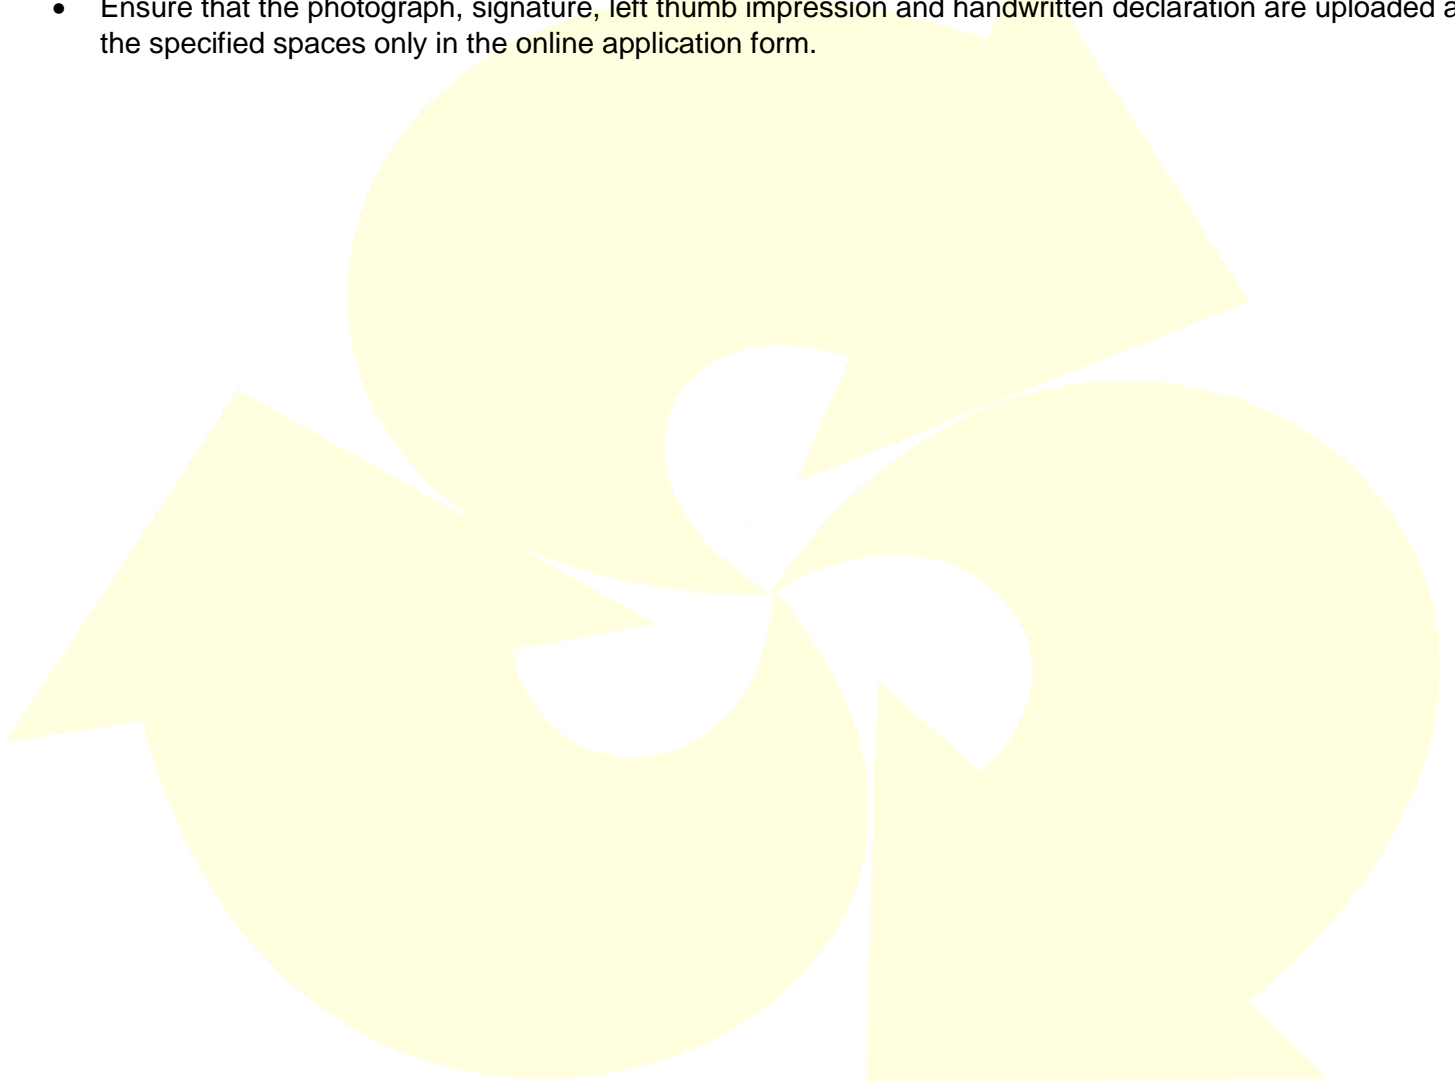 • Ensure that the photograph, signature, left thumb impression and handwritten declaration are uploaded
the specified spaces only in the online application form.